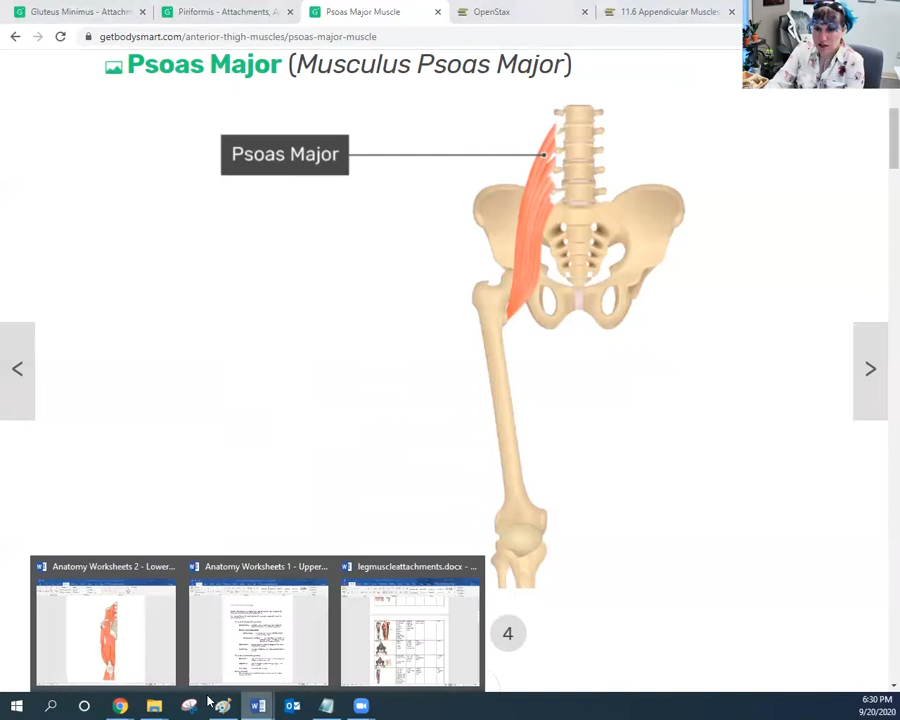 Gluteus Minimus - Attachm
Piriformis - Attachments, A
Psoas Major Muscle
OpenStax
11.6 Appendicular Muscles
getbodysmart.com/anterior-thigh-muscles/psoas-major-muscle
Psoas Major (Musculus Psoas Major)
Psoas Major
<
>
Anatomy Worksheets 2 - Lower...
Anatomy Worksheets 1 - Upper...
legmuscleattachments.docx - ...
4
6:30 PM
9/20/2020